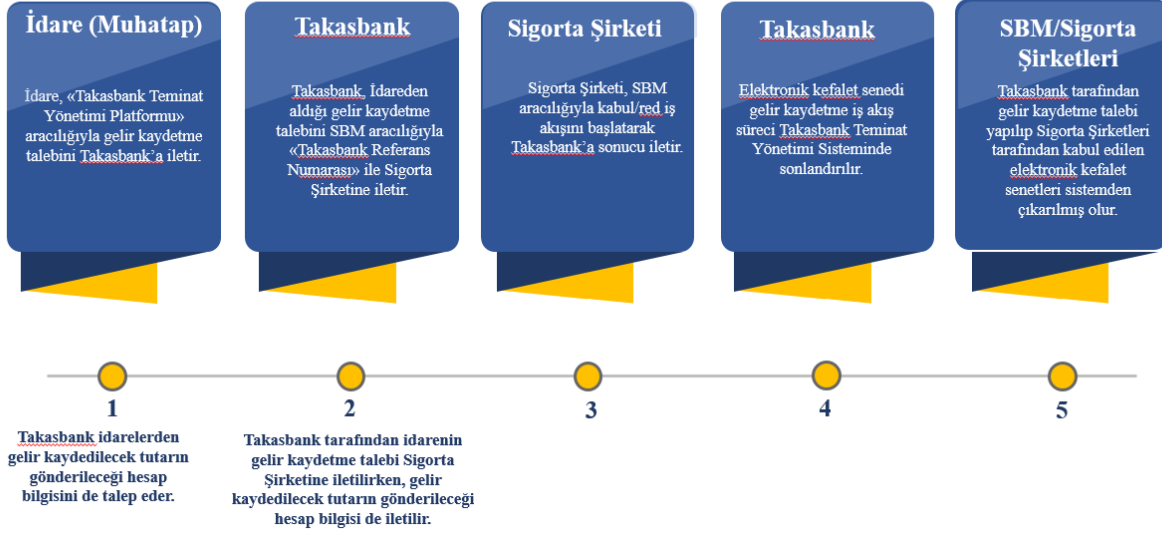 İdare (Muhatap)
İdare, «Takasbank Teminat
Yönetimi Platformu»
aracılığıyla gelir kaydetme
talebini Takasbank’a iletir.
Takasbank
Takasbank, İdareden
aldığı gelir kaydetme
talebini SBM aracılığıyla
«Takasbank Referans
Numarası» ile Sigorta
Şirketine iletir.
Sigorta Şirketi
Sigorta Şirketi, SBM
aracılığıyla kabul/red iş
akışını başlatarak
Takasbank’a sonucu iletir.
Takasbank
Elektronik kefalet senedi
gelir kaydetme iş akış
süreci Takasbank Teminat
Yönetimi Sisteminde
sonlandırılır.
SBM/Sigorta
Şirketleri
Takasbank tarafından
gelir kaydetme talebi
yapılıp Sigorta Şirketleri
tarafından kabul edilen
elektronik kefalet
senetleri sistemden
çıkarılmış olur.
1
Takasbank idarelerden
gelir kaydedilecek tutarın
gönderileceği hesap
bilgisini de talep eder.
2
Takasbank tarafından idarenin
gelir kaydetme talebi Sigorta
Şirketine iletilirken, gelir
kaydedilecek tutarın gönderileceği
hesap bilgisi de iletilir.
3
4
5